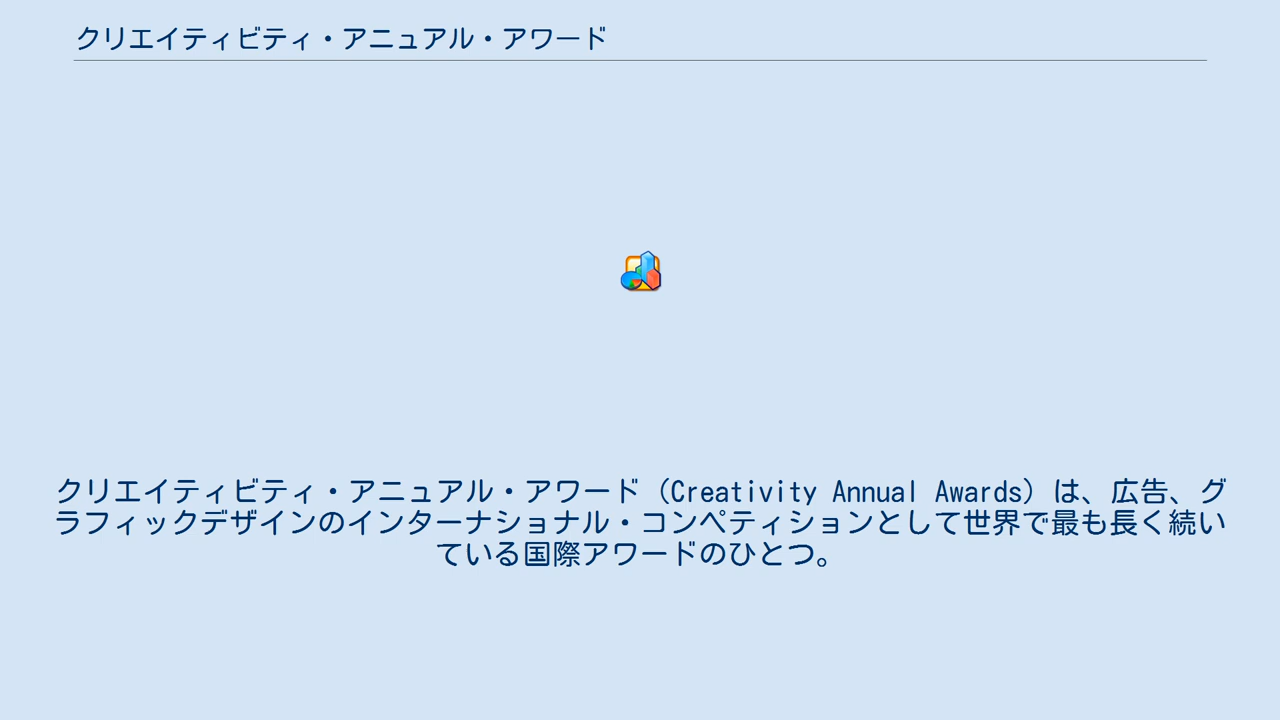 クリエイティビティ・アニュアル・アワード
クリエイティビティ・アニュアル・アワード（Creativity Annual Awards）は、広告、グ
ラフィックデザインのインターナショナル・コンペティションとして世界で最も長く続い
ている国際アワードのひとつ。